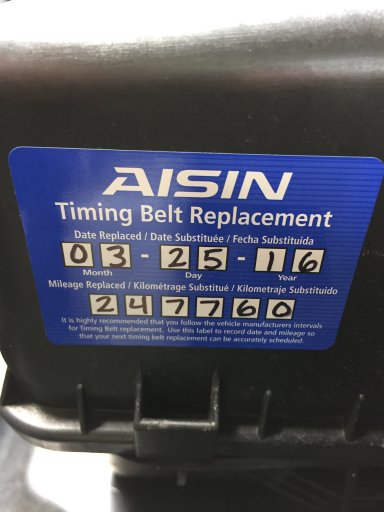 AISIN
Timing Belt Replacement
Date Replaced / Date Substituée / Fecha Substituida
03-25-16
Month Day Year
Mileage Replaced / Kilométrage Substitué / Kilometraje Substituído
247760
It is highly recommended that you follow the vehicle manufacturers intervals
for Timing Belt replacement. Use this label to record date and mileage so
that your next timing belt replacement can be accurately scheduled.